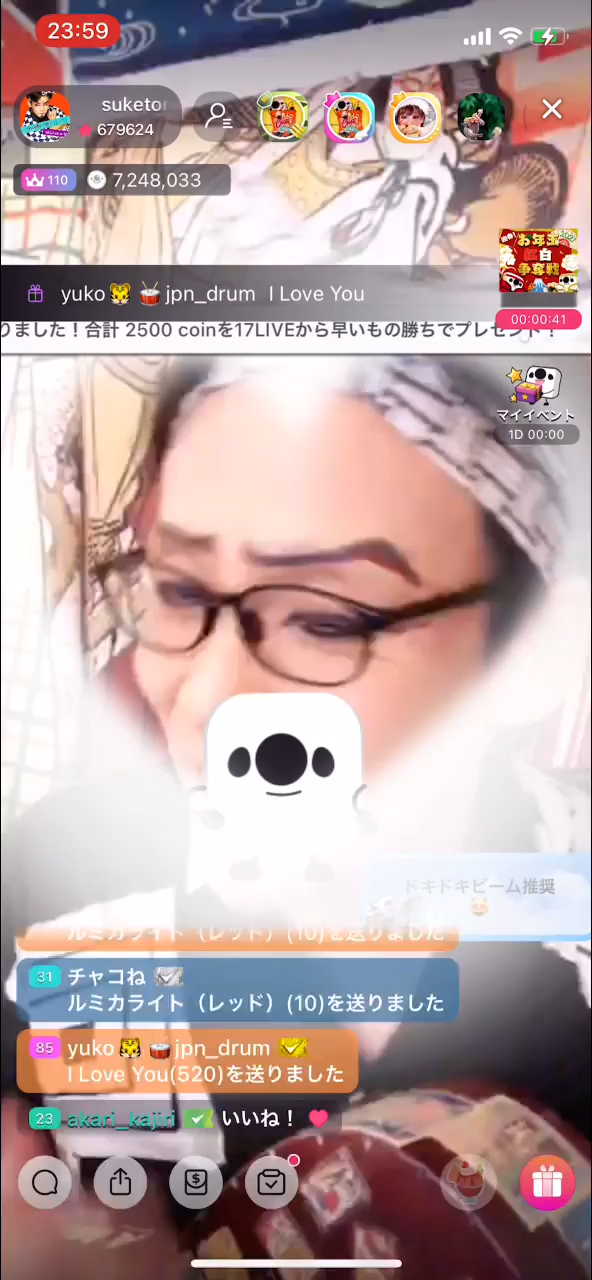 23:59
suketor
679624
110
7,248,033
お年玉
紅白
争奪戦
yuko🐯🥁jpn_drum I Love You
00:00:41
りました！合計 2500 coinを17LIVEから早いもの勝ちでプレゼント！
マイイベント
1D 00:00
ドキドキビーム推奨
ルミカライト（レッド）(10)を送りました
31 チャコね
ルミカライト（レッド）(10)を送りました
85 yuko🐯🥁jpn_drum
I Love You(520)を送りました
23 akari_kajiri いいね！